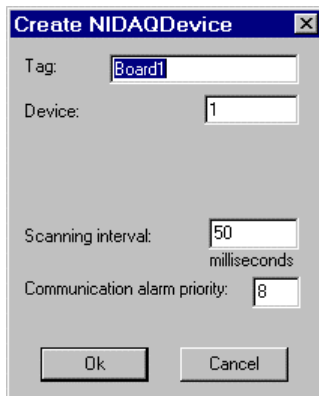 Create NIDAQDevice
Tag: Board1
Device: 1
Scanning interval: 50
milliseconds
Communication alarm priority: 8
Ok Cancel